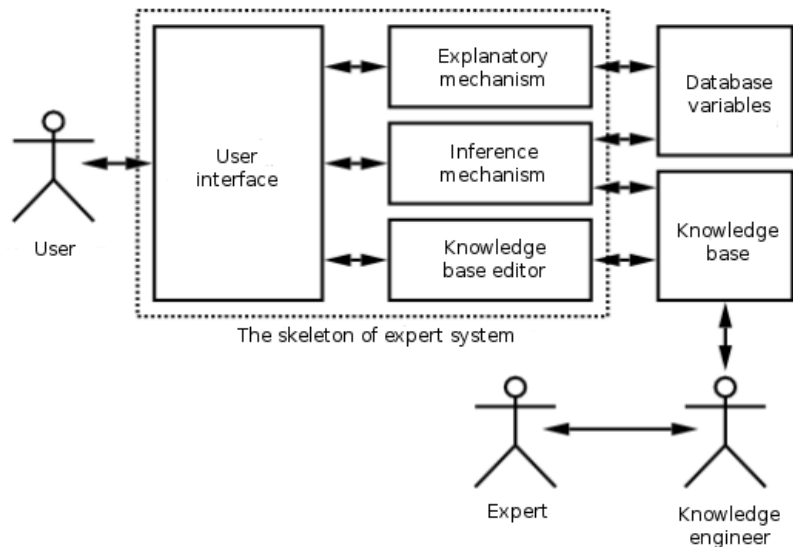 Explanatory
mechanism
Database
variables
User
interface
Inference
mechanism
Knowledge
base
User
Knowledge
base editor
The skeleton of expert system
Expert
Knowledge
engineer